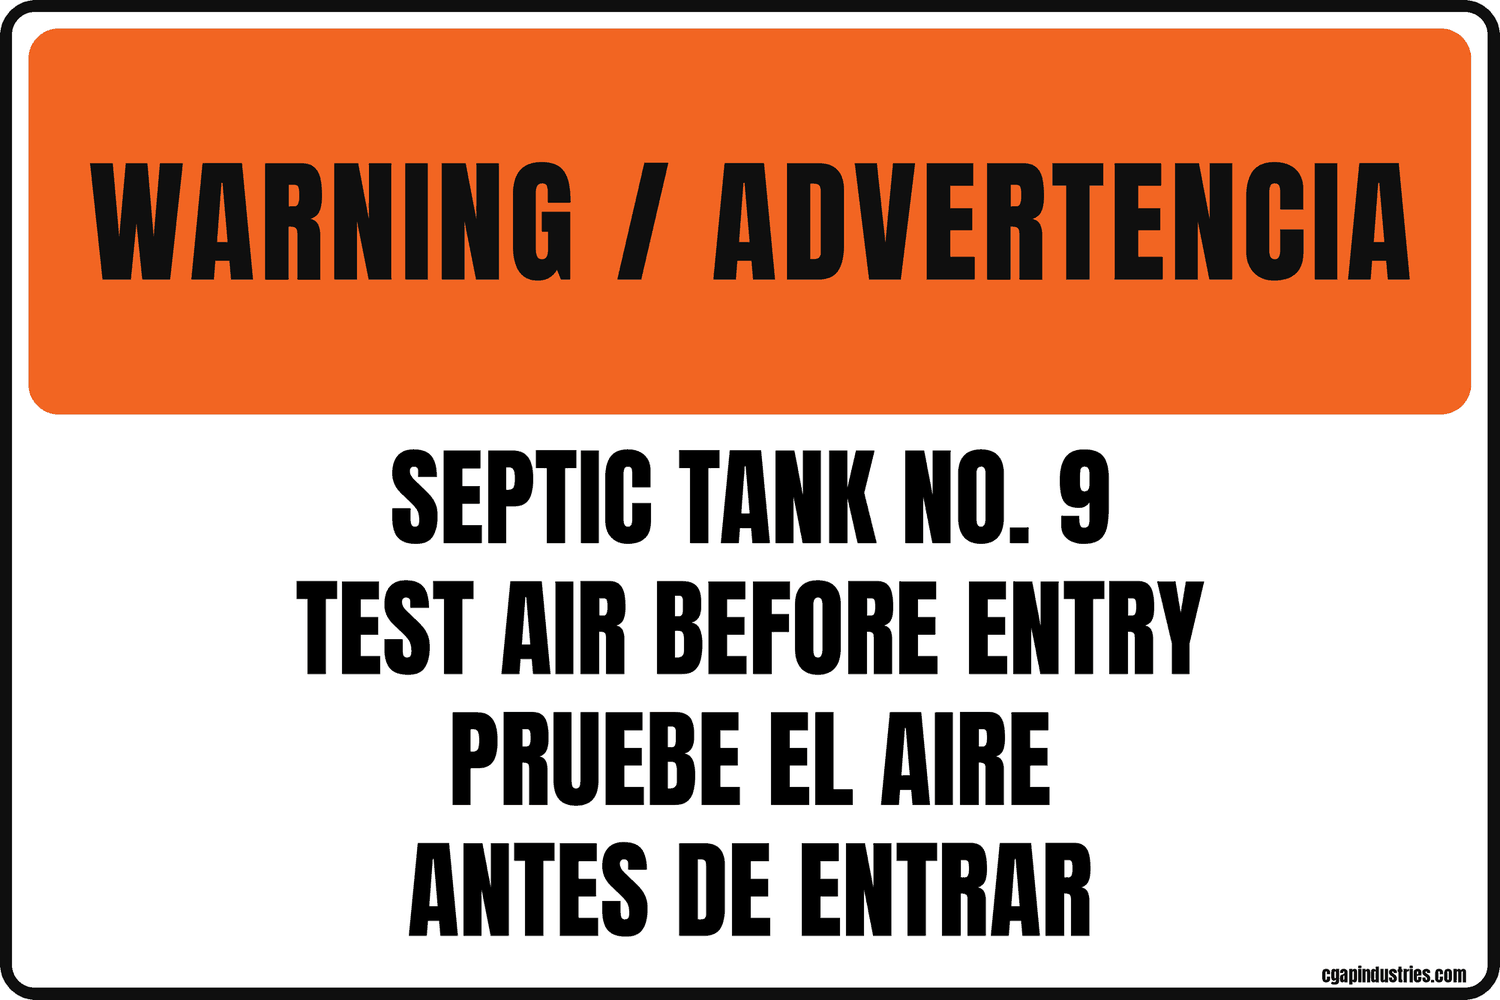 WARNING / ADVERTENCIA
SEPTIC TANK NO. 9
TEST AIR BEFORE ENTRY
PRUEBE EL AIRE
ANTES DE ENTRAR
cgapindustries.com